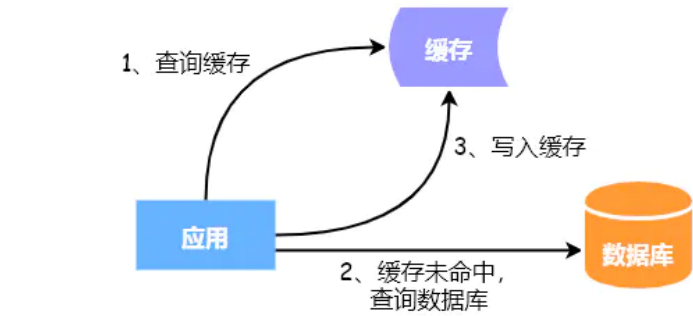 缓存
1、查询缓存
3、写入缓存
应用
数据库
2、缓存未命中，
查询数据库